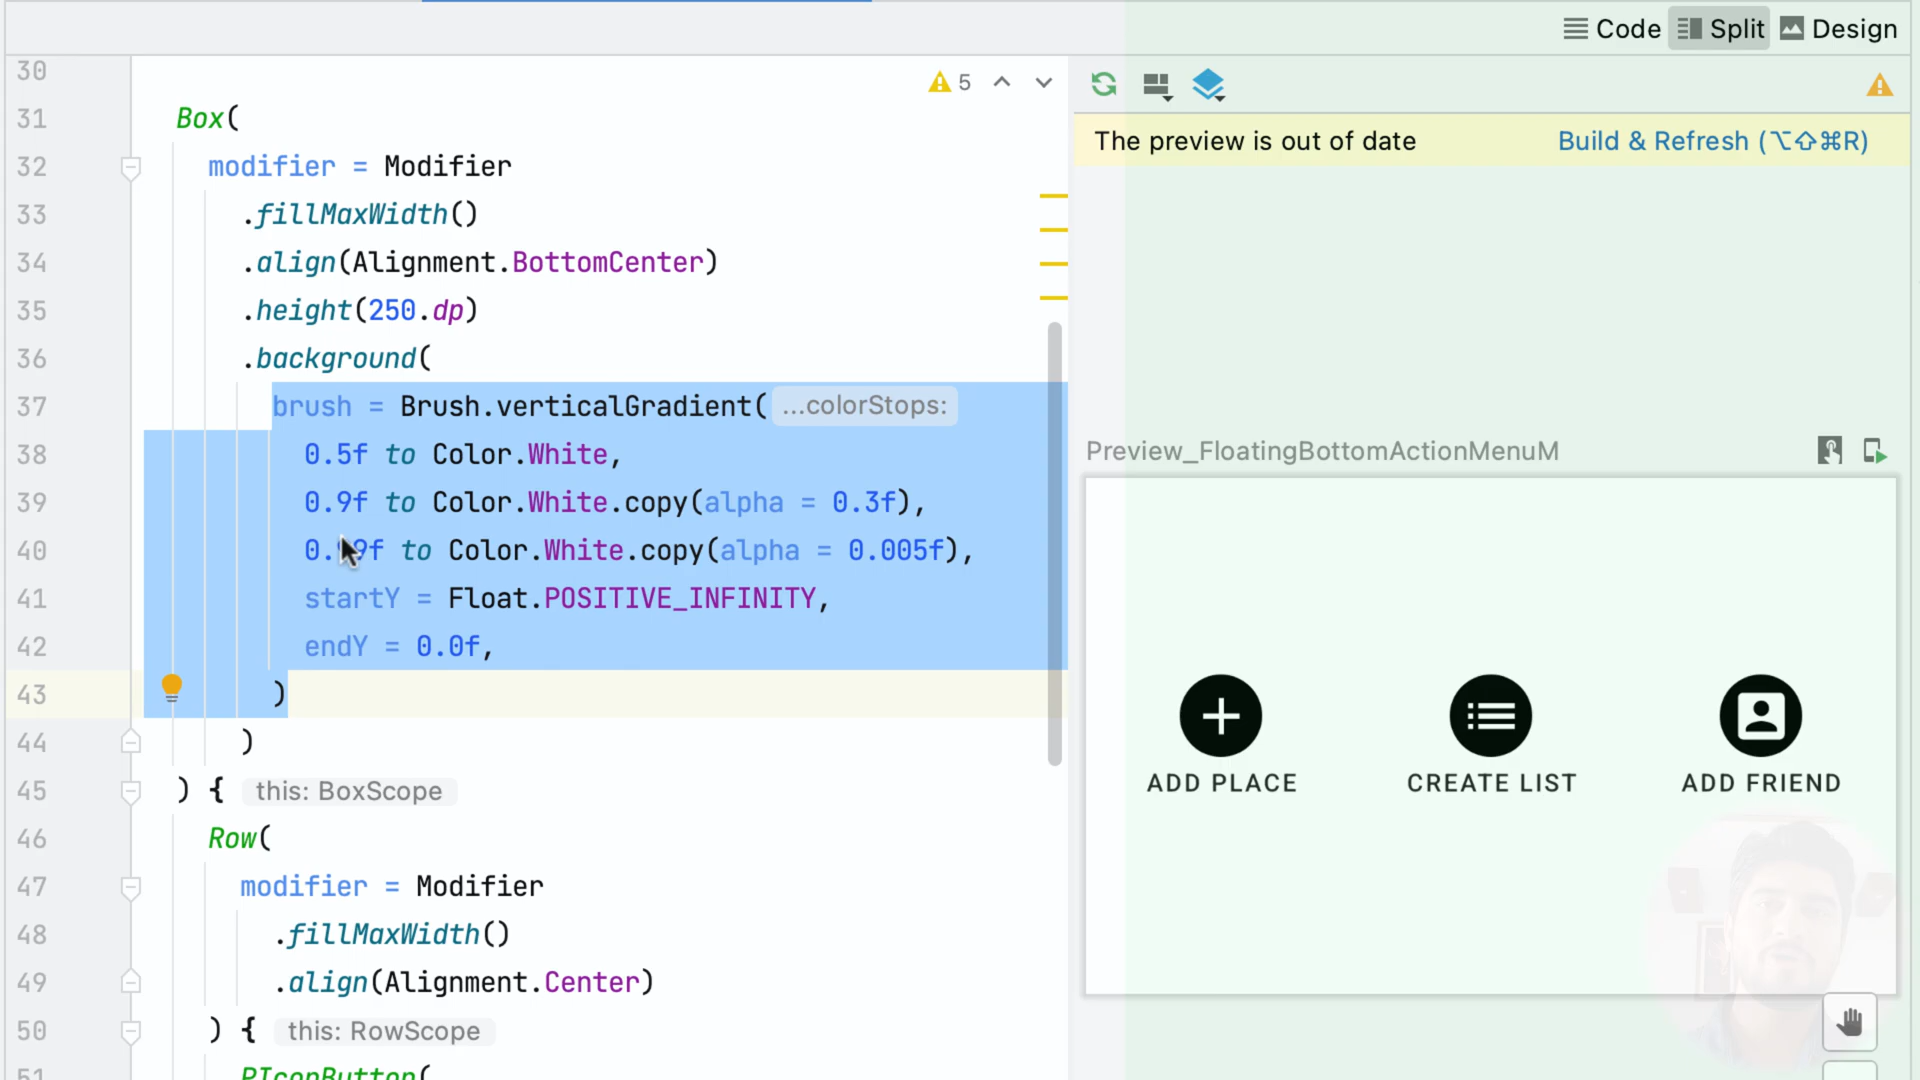 Code Split Design
30
5
31 Box(
32 modifier = Modifier
33 .fillMaxWidth()
34 .align(Alignment.BottomCenter)
35 .height(250.dp)
36 .background(
37 brush = Brush.verticalGradient( ...colorStops:
38 0.5f to Color.White,
39 0.9f to Color.White.copy(alpha = 0.3f),
40 0.99f to Color.White.copy(alpha = 0.005f),
41 startY = Float.POSITIVE_INFINITY,
42 endY = 0.0f,
43 )
44 )
45 ) { this: BoxScope
46 Row(
47 modifier = Modifier
48 .fillMaxWidth()
49 .align(Alignment.Center)
50 ) { this: RowScope
51 PIconButton(
The preview is out of date Build & Refresh (⌥⇧⌘R)
Preview_FloatingBottomActionMenuM
ADD PLACE CREATE LIST ADD FRIEND